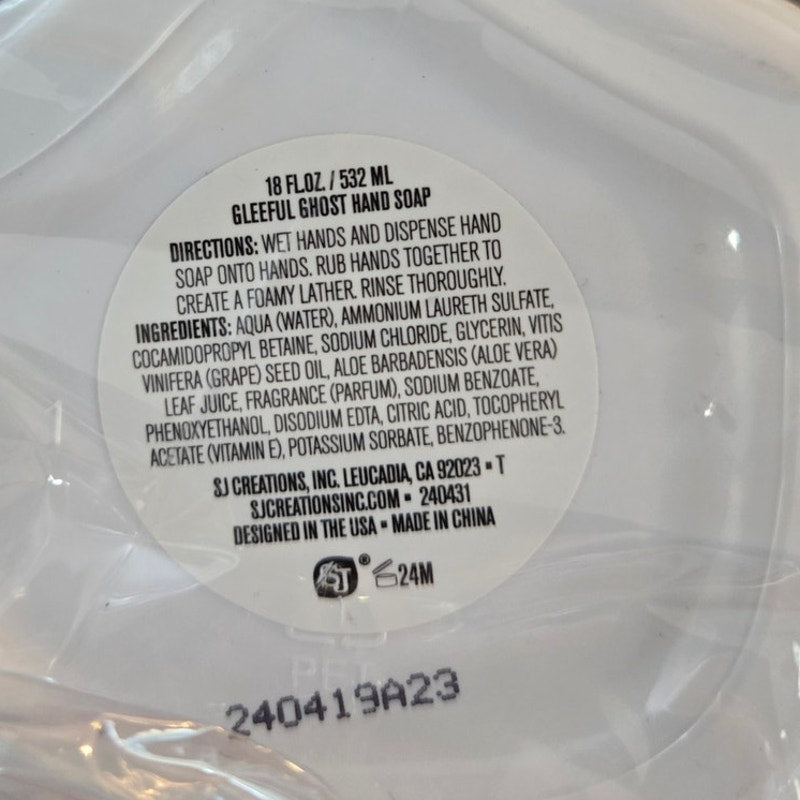 18 FL.OZ. / 532 ML
GLEEFUL GHOST HAND SOAP
DIRECTIONS: WET HANDS AND DISPENSE HAND
SOAP ONTO HANDS. RUB HANDS TOGETHER TO
CREATE A FOAMY LATHER. RINSE THOROUGHLY.
INGREDIENTS: AQUA (WATER), AMMONIUM LAURETH SULFATE,
COCAMIDOPROPYL BETAINE, SODIUM CHLORIDE, GLYCERIN, VITIS
VINIFERA (GRAPE) SEED OIL, ALOE BARBADENSIS (ALOE VERA)
LEAF JUICE, FRAGRANCE (PARFUM), SODIUM BENZOATE,
PHENOXYETHANOL, DISODIUM EDTA, CITRIC ACID, TOCOPHERYL
ACETATE (VITAMIN E), POTASSIUM SORBATE, BENZOPHENONE-3.
SJ CREATIONS, INC. LEUCADIA, CA 92023 ▪ T
SJCREATIONSINC.COM ▪ 240431
DESIGNED IN THE USA ▪ MADE IN CHINA
® 24M
PET
240419A23